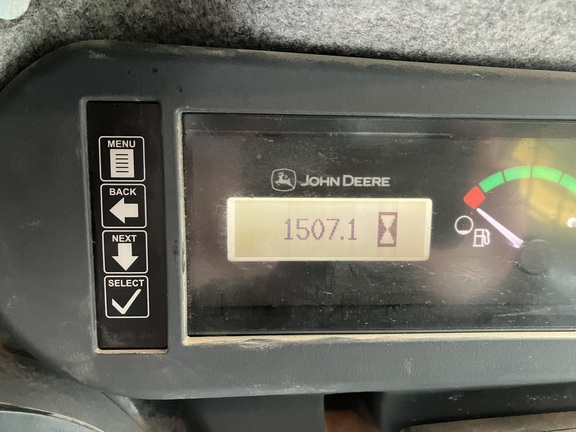 MENU
BACK
NEXT
SELECT
JOHN DEERE
1507.1